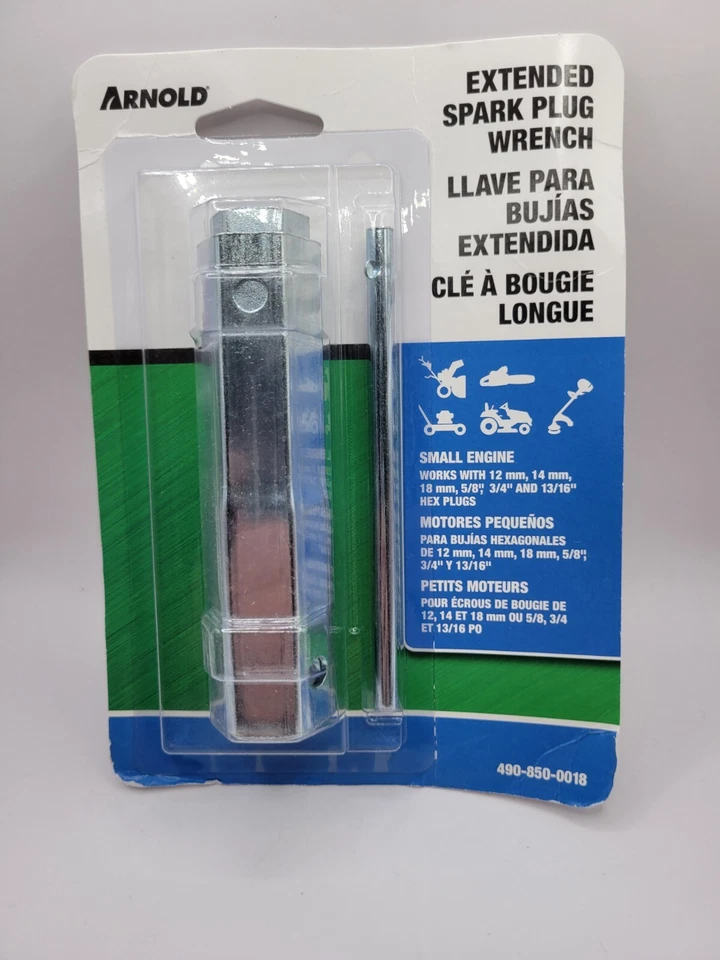 ARNOLD
EXTENDED
SPARK PLUG
WRENCH
LLAVE PARA
BUJÍAS
EXTENDIDA
CLÉ À BOUGIE
LONGUE
SMALL ENGINE
WORKS WITH 12 mm, 14 mm,
18 mm, 5/8", 3/4" AND 13/16"
HEX PLUGS
MOTORES PEQUEÑOS
PARA BUJÍAS HEXAGONALES
DE 12 mm, 14 mm, 18 mm, 5/8",
3/4" Y 13/16"
PETITS MOTEURS
POUR ÉCROUS DE BOUGIE DE
12, 14 ET 18 mm OU 5/8, 3/4
ET 13/16 PO
490-850-0018